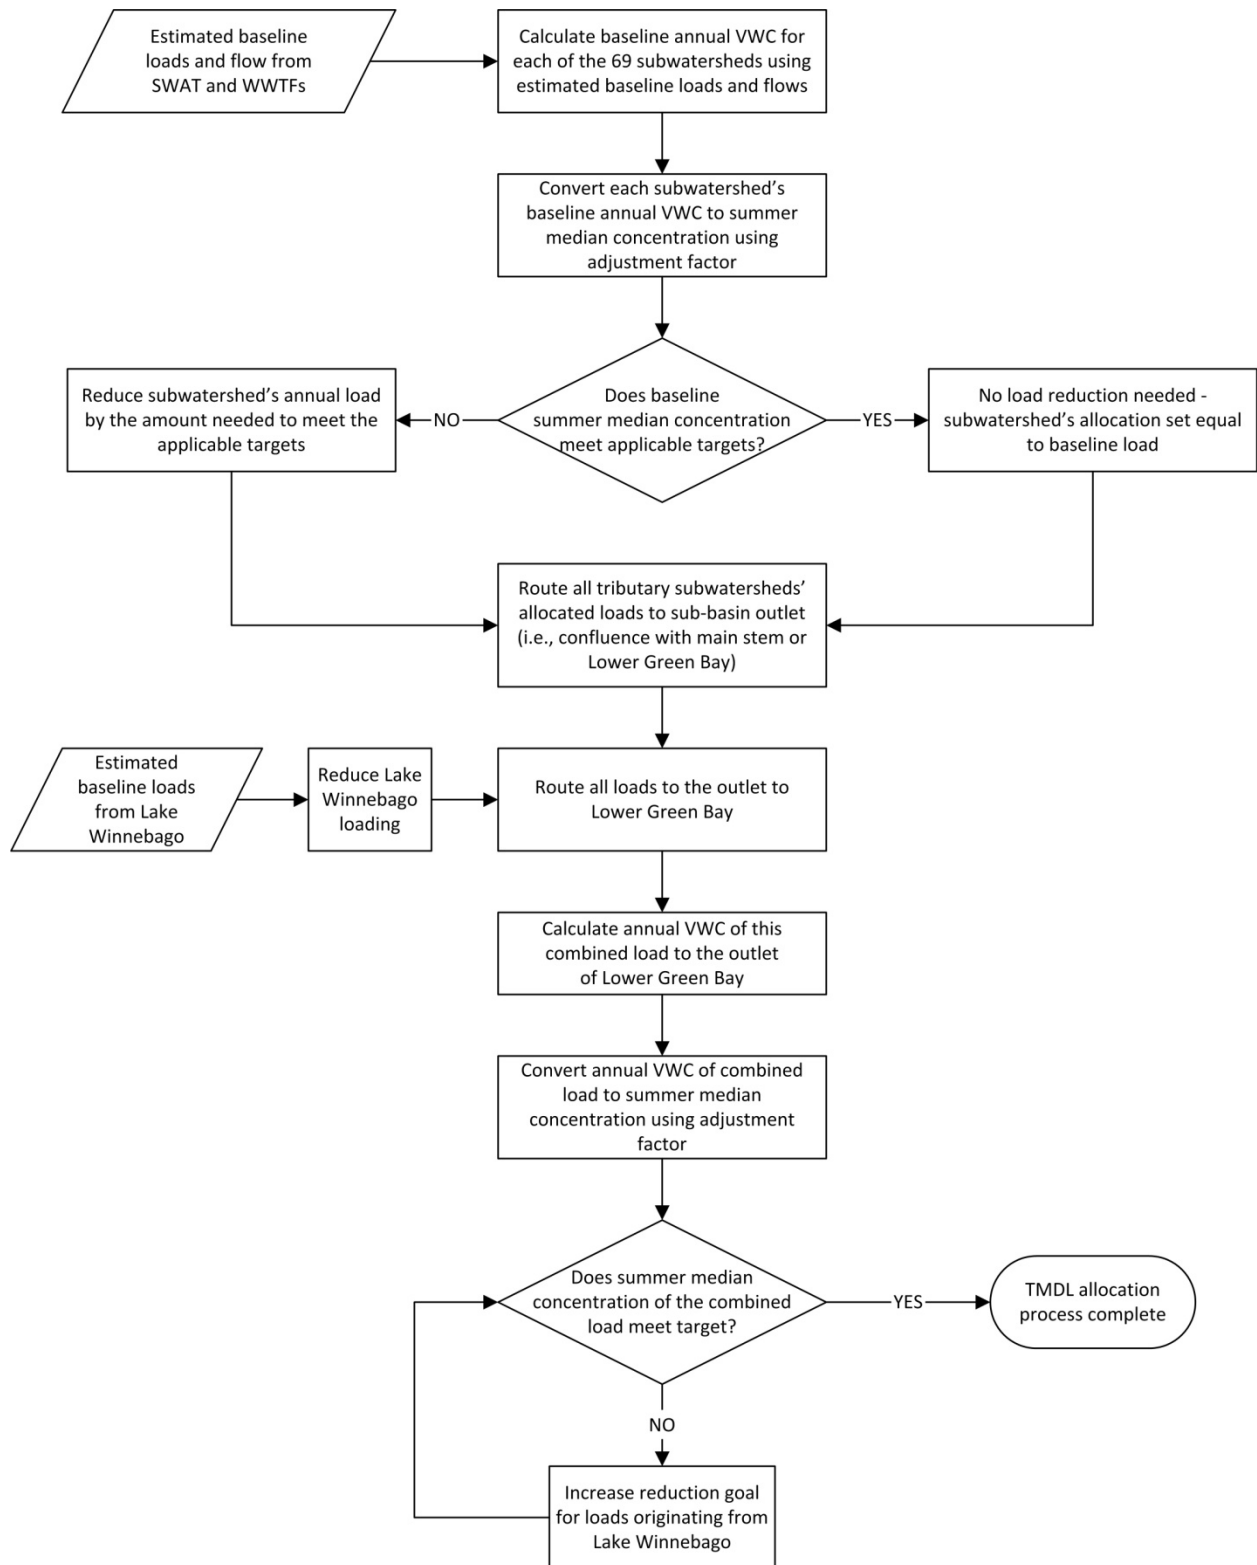 Estimated baseline
loads and flow from
SWAT and WWTFs
Calculate baseline annual VWC for
each of the 69 subwatersheds using
estimated baseline loads and flows
Convert each subwatershed’s
baseline annual VWC to summer
median concentration using
adjustment factor
Reduce subwatershed’s annual load
by the amount needed to meet the
applicable targets
NO
Does baseline
summer median concentration
meet applicable targets?
YES
No load reduction needed -
subwatershed’s allocation set equal
to baseline load
Route all tributary subwatersheds’
allocated loads to sub-basin outlet
(i.e., confluence with main stem or
Lower Green Bay)
Estimated
baseline loads
from Lake
Winnebago
Reduce Lake
Winnebago
loading
Route all loads to the outlet to
Lower Green Bay
Calculate annual VWC of this
combined load to the outlet
of Lower Green Bay
Convert annual VWC of combined
load to summer median
concentration using adjustment
factor
Does summer median
concentration of the combined
load meet target?
YES
TMDL allocation
process complete
NO
Increase reduction goal
for loads originating from
Lake Winnebago